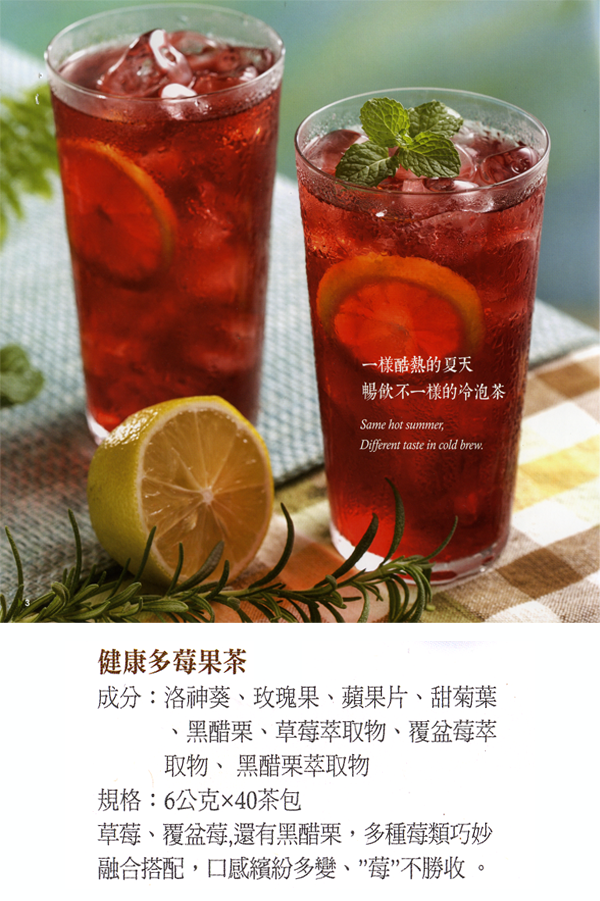 一樣酷熱的夏天
暢飲不一樣的冷泡茶
Same hot summer,
Different taste in cold brew.
3
健康多莓果茶
成分：洛神葵、玫瑰果、蘋果片、甜菊葉
、黑醋栗、草莓萃取物、覆盆莓萃
取物、 黑醋栗萃取物
規格：6公克×40茶包
草莓、覆盆莓,還有黑醋栗，多種莓類巧妙
融合搭配，口感繽紛多變、”莓”不勝收 。